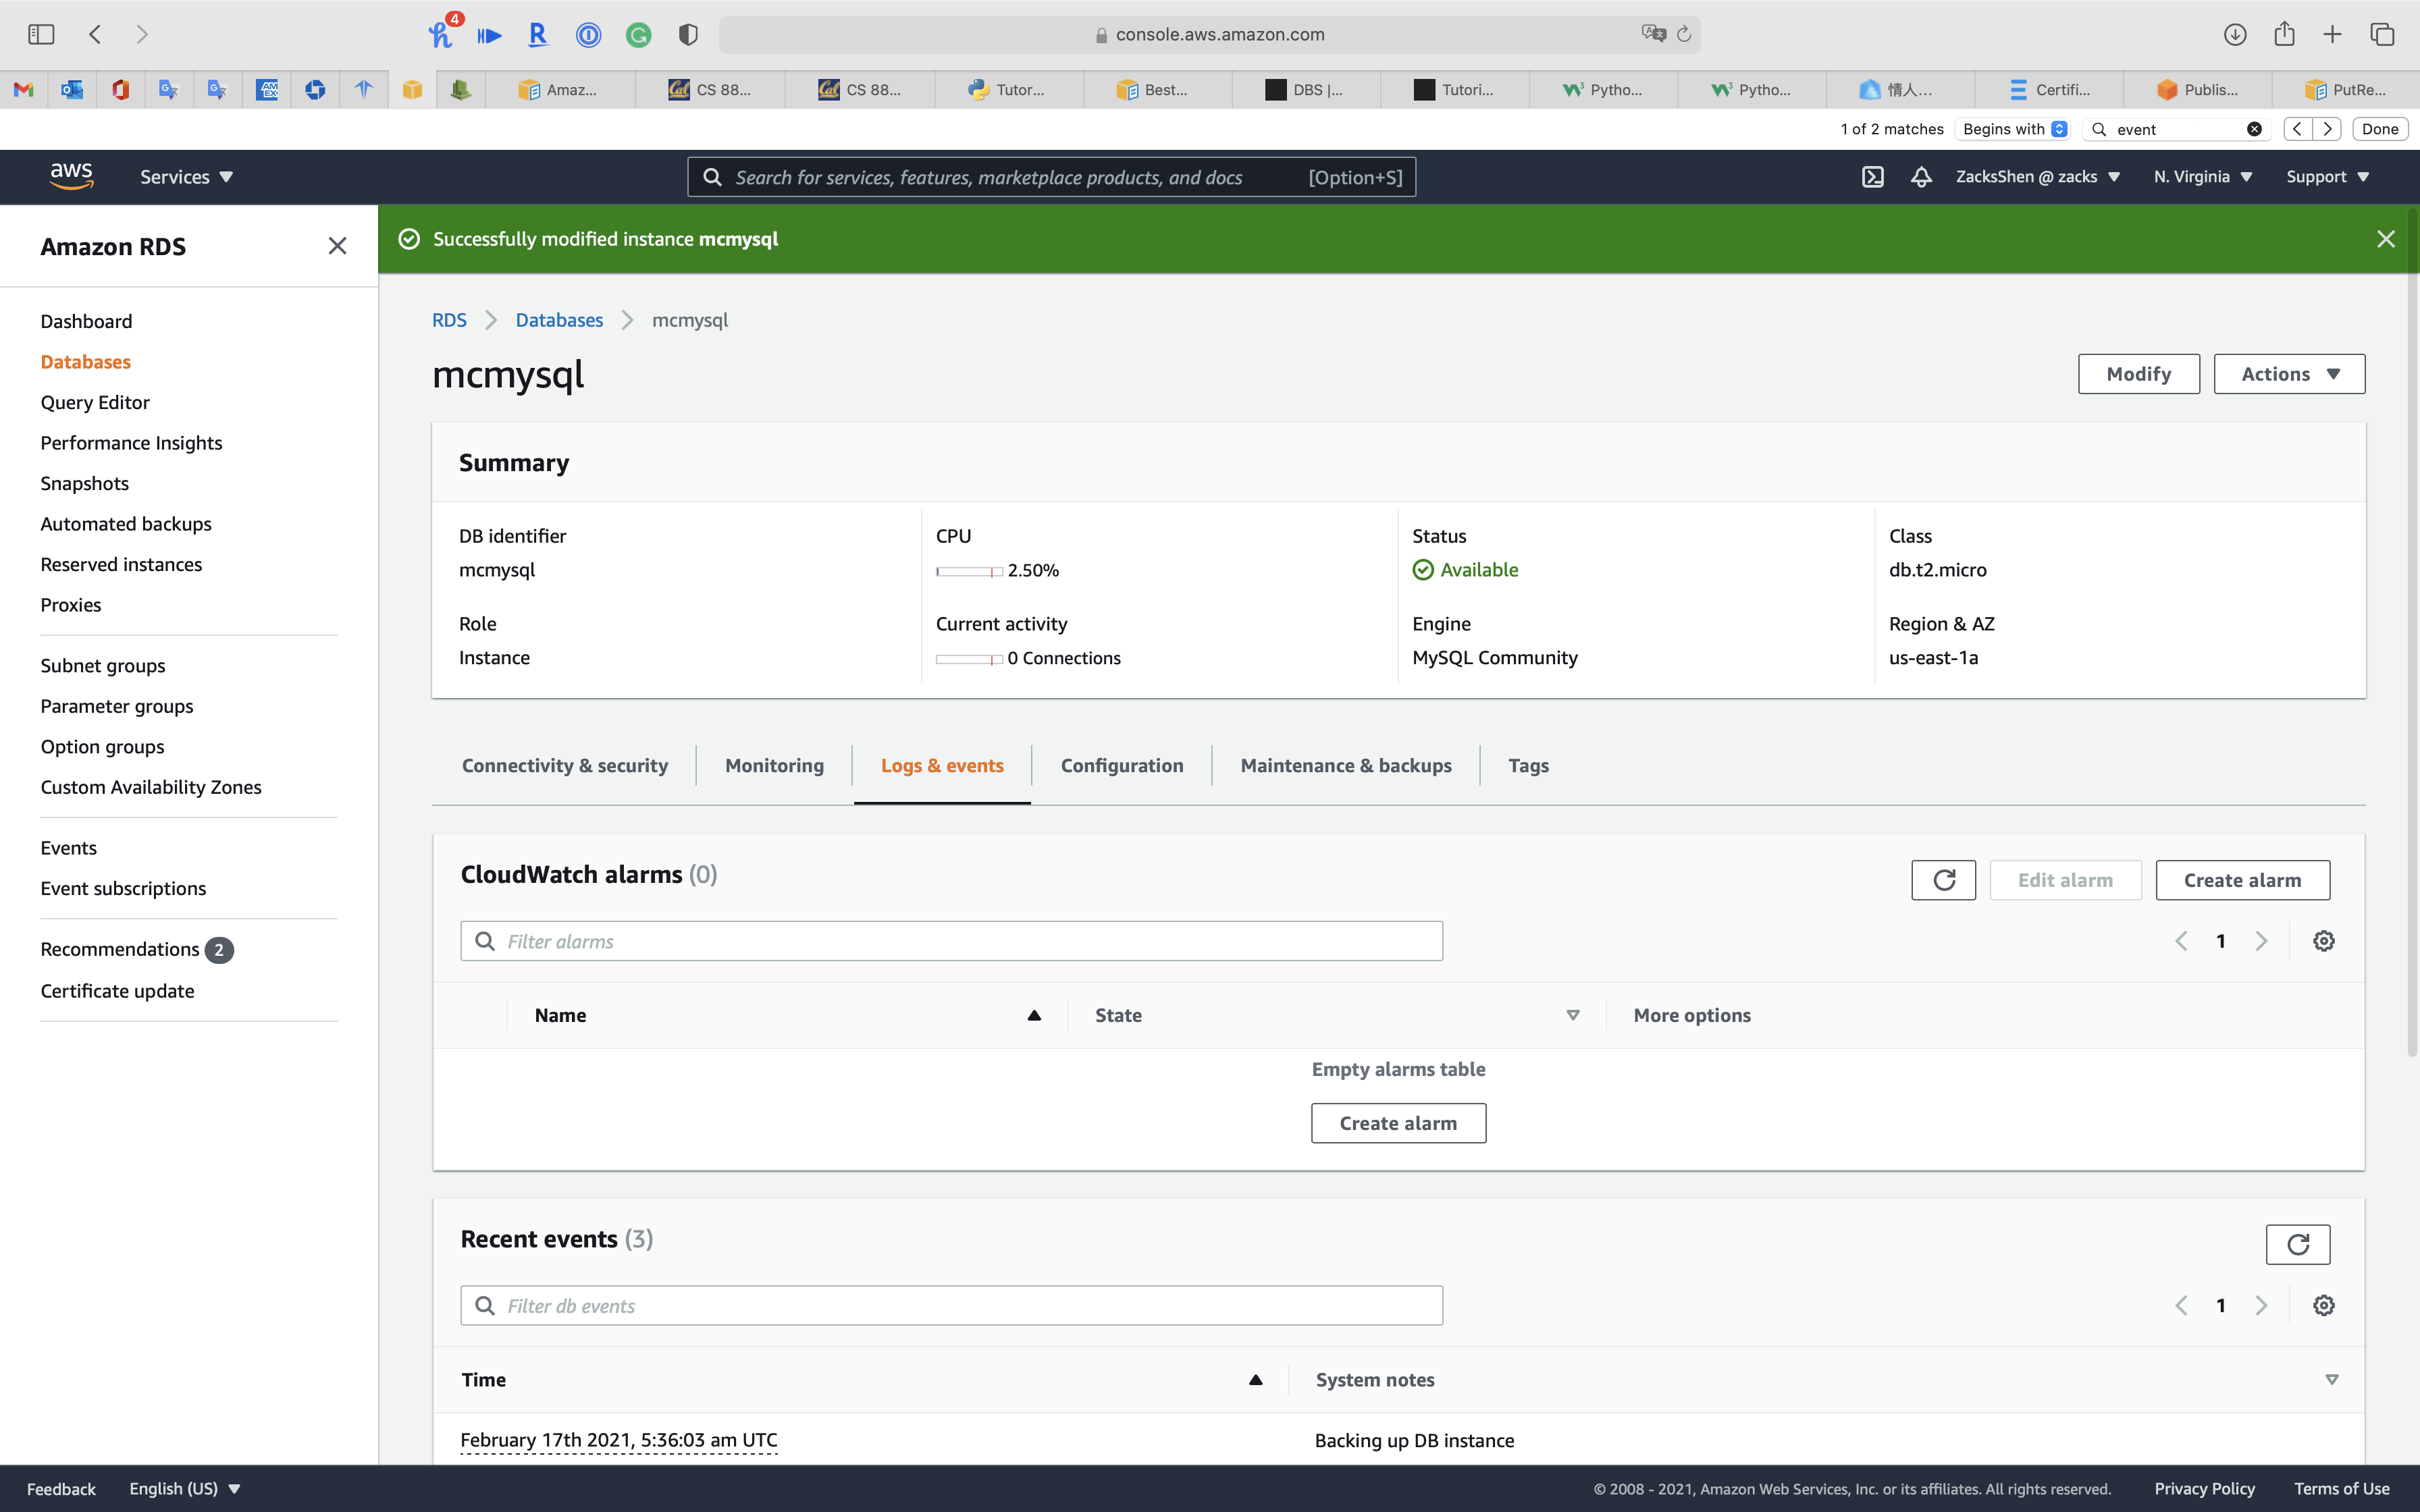 4
console.aws.amazon.com
AMEX
Amaz...
CS 88...
CS 88...
Tutor...
Best...
DBS |...
Tutori...
Pytho...
Pytho...
情人...
Certifi...
Publis...
PutRe...
1 of 2 matches
Begins with
event
Done
aws
Services
Search for services, features, marketplace products, and docs
[Option+S]
ZacksShen @ zacks
N. Virginia
Support
Amazon RDS
Successfully modified instance mcmysql
Dashboard
Databases
Query Editor
Performance Insights
Snapshots
Automated backups
Reserved instances
Proxies
Subnet groups
Parameter groups
Option groups
Custom Availability Zones
Events
Event subscriptions
Recommendations 2
Certificate update
RDS
Databases
mcmysql
mcmysql
Modify
Actions
Summary
DB identifier
mcmysql
CPU
2.50%
Status
Available
Class
db.t2.micro
Role
Instance
Current activity
0 Connections
Engine
MySQL Community
Region & AZ
us-east-1a
Connectivity & security
Monitoring
Logs & events
Configuration
Maintenance & backups
Tags
CloudWatch alarms (0)
Edit alarm
Create alarm
Filter alarms
1
Name
State
More options
Empty alarms table
Create alarm
Recent events (3)
Filter db events
1
Time
System notes
February 17th 2021, 5:36:03 am UTC
Backing up DB instance
Feedback
English (US)
© 2008 - 2021, Amazon Web Services, Inc. or its affiliates. All rights reserved.
Privacy Policy
Terms of Use